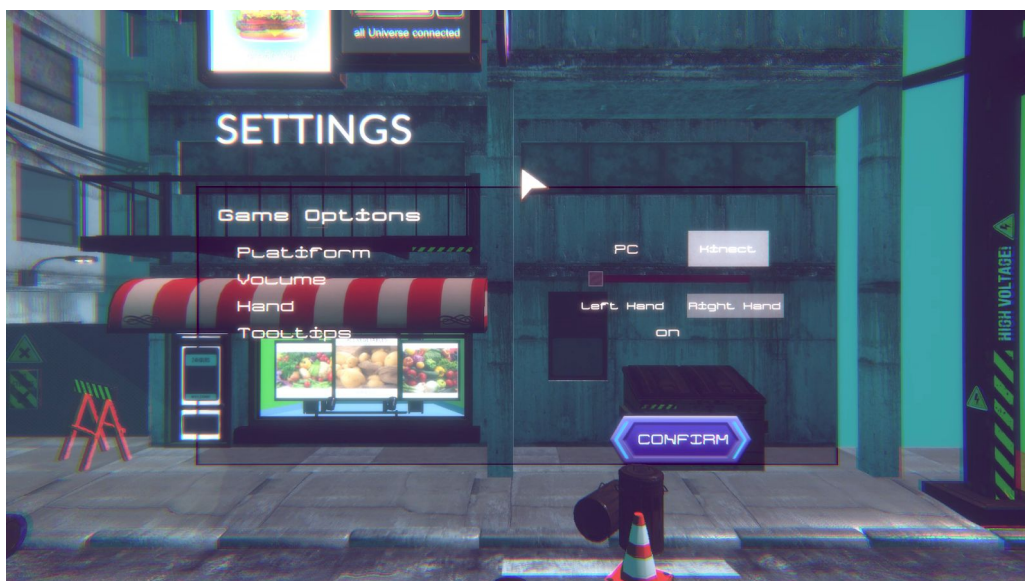 all Universe connected
SETTINGS
Game Options
Platiform
PC
Kinect
Volume
Hand
Left Hand
Right Hand
Tooltips
on
CONFIRM
HIGH VOLTAGE!